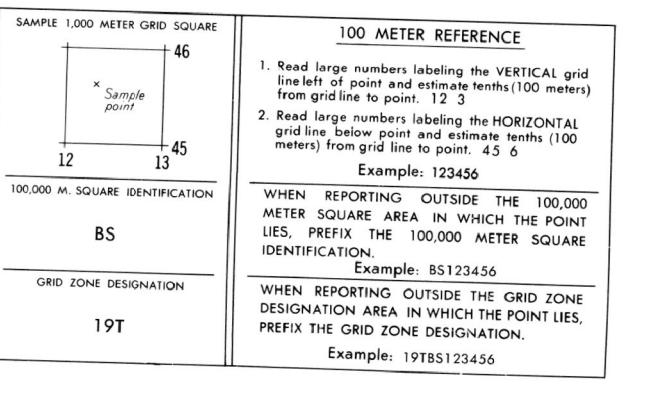 SAMPLE 1,000 METER GRID SQUARE
46
× Sample
point
45
12
13
100,000 M. SQUARE IDENTIFICATION
BS
GRID ZONE DESIGNATION
19T
100 METER REFERENCE
1. Read large numbers labeling the VERTICAL grid
line left of point and estimate tenths (100 meters)
from grid line to point. 12 3
2. Read large numbers labeling the HORIZONTAL
grid line below point and estimate tenths (100
meters) from grid line to point. 45 6
Example: 123456
WHEN REPORTING OUTSIDE THE 100,000
METER SQUARE AREA IN WHICH THE POINT
LIES, PREFIX THE 100,000 METER SQUARE
IDENTIFICATION.
Example: BS123456
WHEN REPORTING OUTSIDE THE GRID ZONE
DESIGNATION AREA IN WHICH THE POINT LIES,
PREFIX THE GRID ZONE DESIGNATION.
Example: 19TBS123456